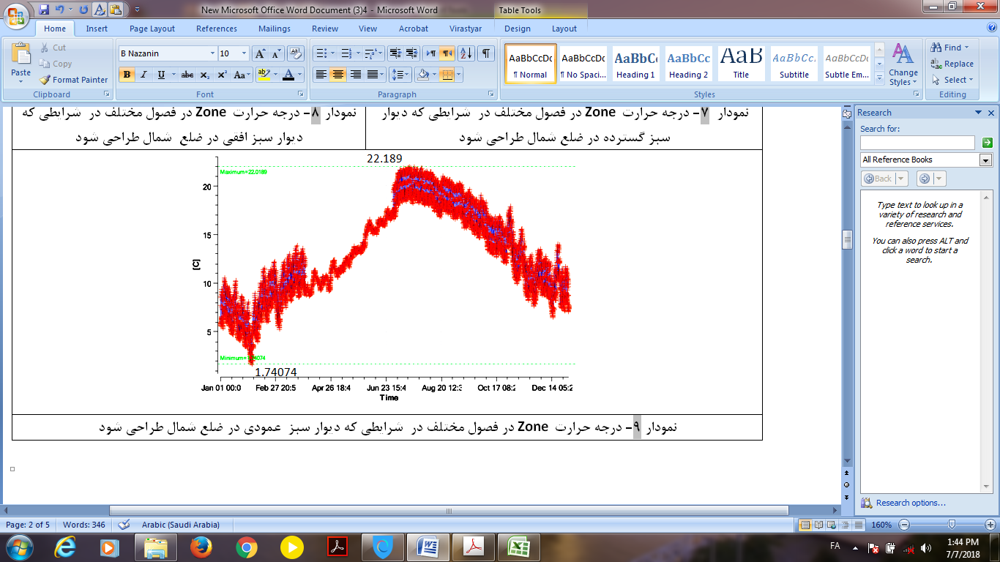 New Microsoft Office Word Document (3)4 - Microsoft Word
Table Tools
Home Insert Page Layout References Mailings Review View Acrobat Virastyar Design Layout
Paste
Cut
Copy
Format Painter
Clipboard
B Nazanin 10
Font
Paragraph
AaBbCcDc AaBbCcDc AaBbC AaBbCc AaB AaBbCc. AaBbCcDc
¶ Normal ¶ No Spaci... Heading 1 Heading 2 Title Subtitle Subtle Em...
Change Styles
Styles
Find
Replace
Select
Editing
نمودار ۷- درجه حرارت Zone در فصول مختلف در شرایطی که دیوار
سبز گسترده در ضلع شمال طراحی شود
نمودار ۸- درجه حرارت Zone در فصول مختلف در شرایطی که
دیوار سبز افقی در ضلع شمال طراحی شود
22.189
Maximum=22.0189
20
15
[C]
10
5
Minimum=
1.74074
Jan 01 00:0 Feb 27 20:5 Apr 26 18:4 Jun 23 15:4 Aug 20 12:3 Oct 17 08:2 Dec 14 05:2
Time
نمودار ۹- درجه حرارت Zone در فصول مختلف در شرایطی که دیوار سبز عمودی در ضلع شمال طراحی شود
Research
Search for:
All Reference Books
Back
Type text to look up in a
variety of research and
reference services.
You can also press ALT and
click a word to start a
search.
Research options...
Page: 2 of 5 Words: 346 Arabic (Saudi Arabia) 160%
FA
1:44 PM
7/7/2018